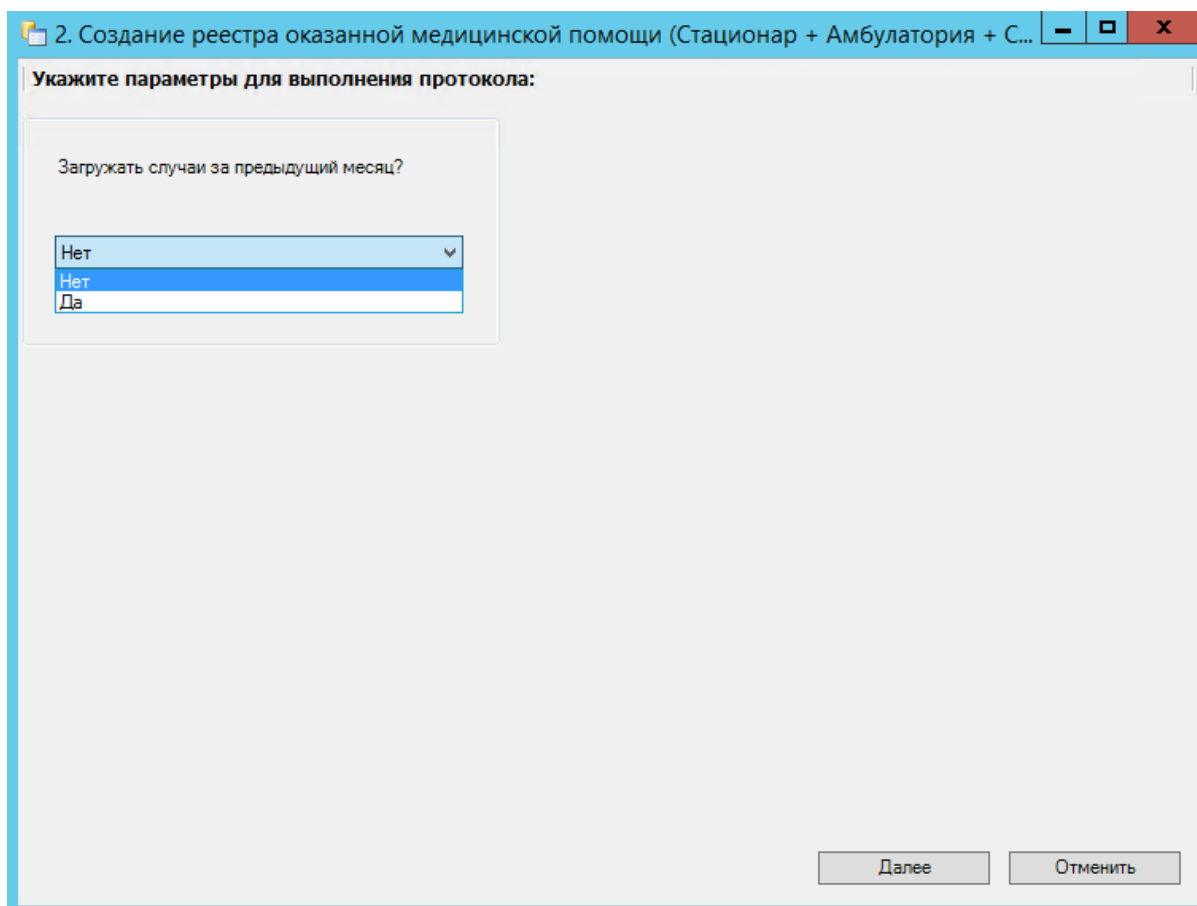 2. Создание реестра оказанной медицинской помощи (Стационар + Амбулатория + С...
Укажите параметры для выполнения протокола:
Загружать случаи за предыдущий месяц?
Нет
Нет
Да
Далее Отменить